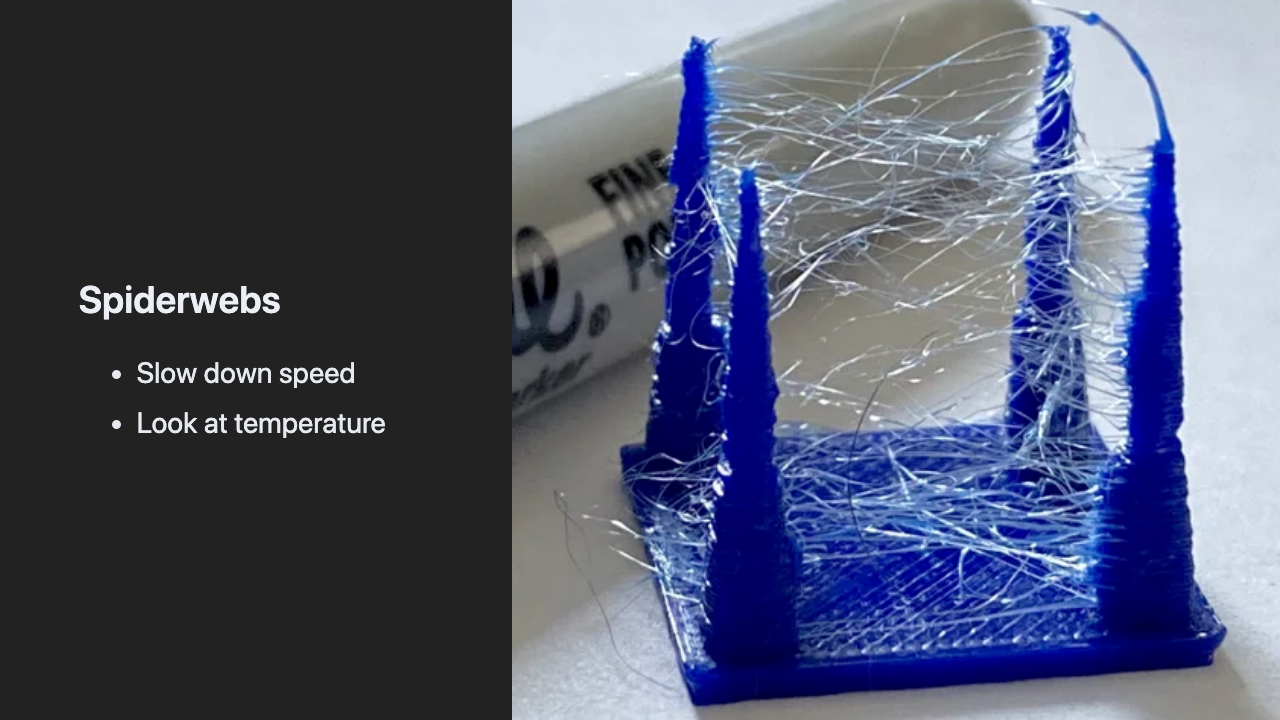 Spiderwebs
• Slow down speed
• Look at temperature
FINE
PO
®